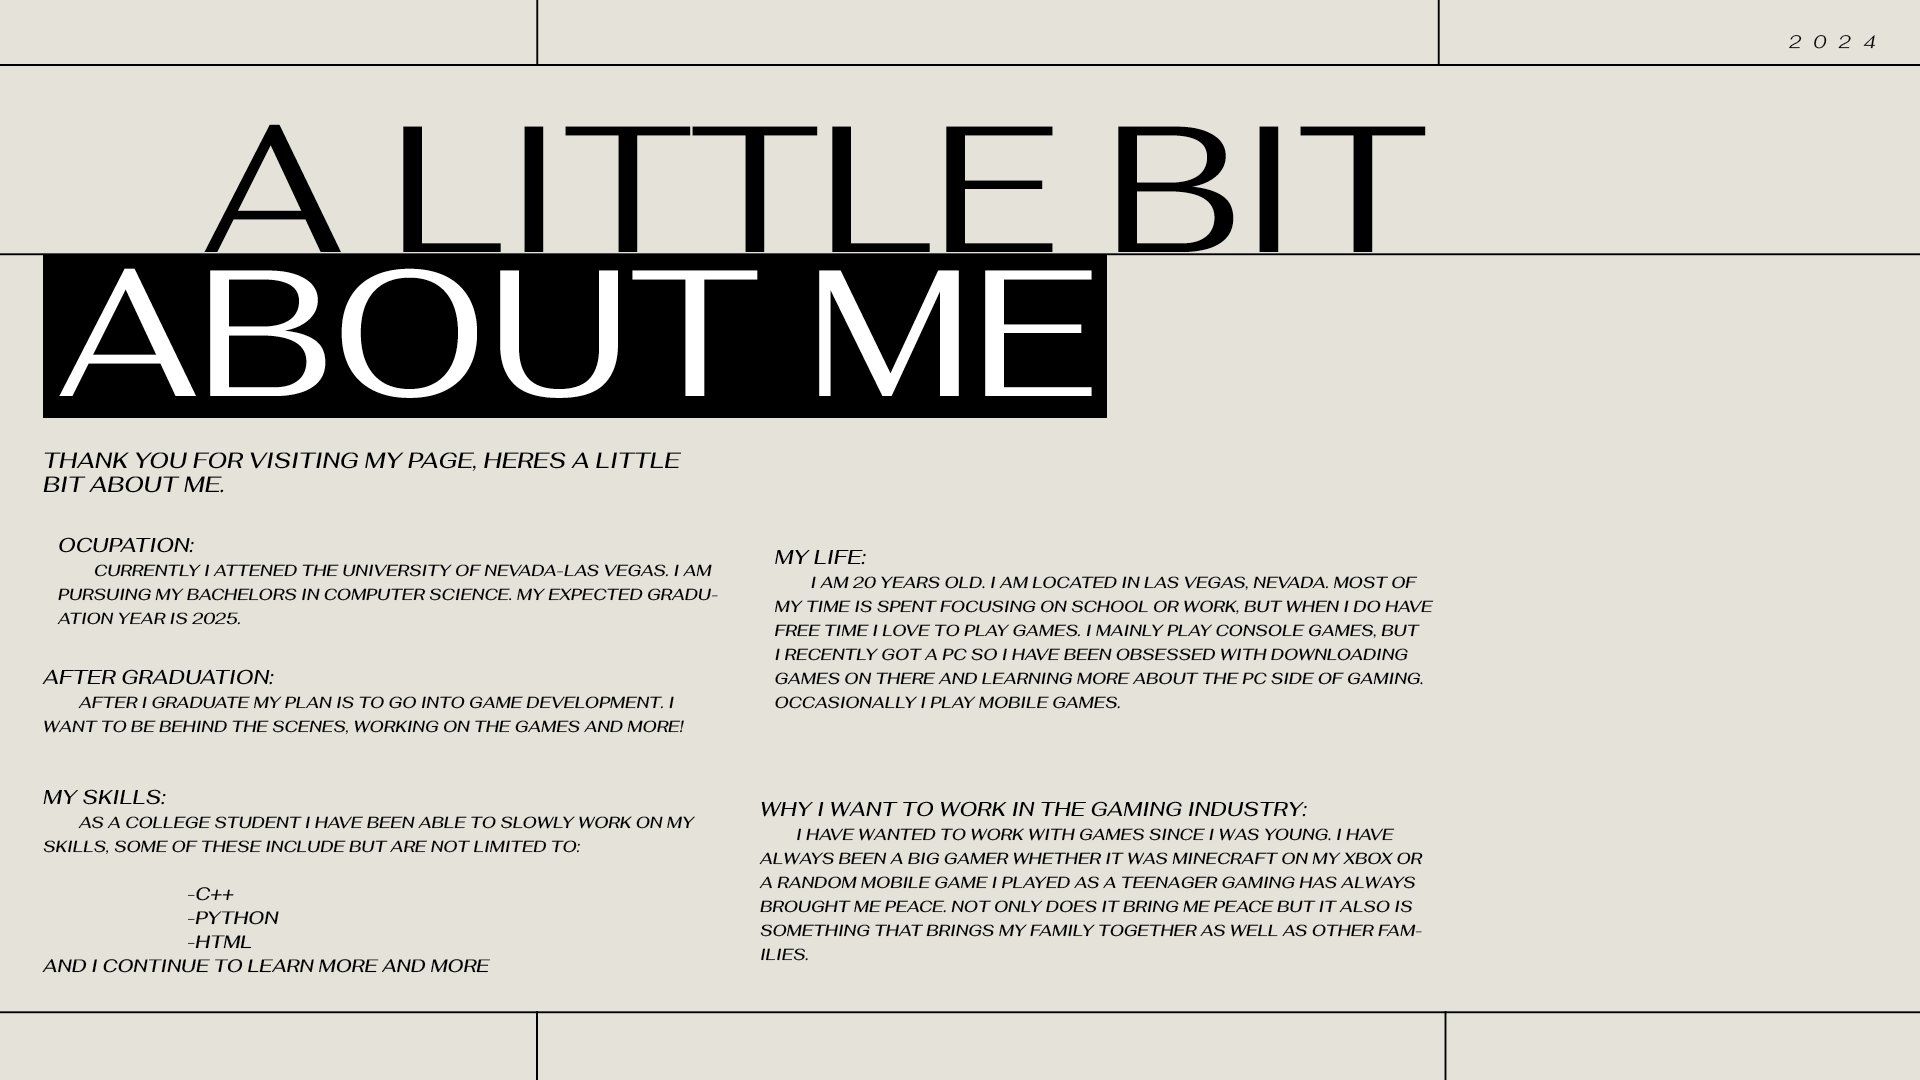 2024
A LITTLE BIT
ABOUT ME
THANK YOU FOR VISITING MY PAGE, HERES A LITTLE
BIT ABOUT ME.
OCUPATION:
CURRENTLY I ATTENED THE UNIVERSITY OF NEVADA-LAS VEGAS. I AM
PURSUING MY BACHELORS IN COMPUTER SCIENCE. MY EXPECTED GRADU-
ATION YEAR IS 2025.
AFTER GRADUATION:
AFTER I GRADUATE MY PLAN IS TO GO INTO GAME DEVELOPMENT. I
WANT TO BE BEHIND THE SCENES, WORKING ON THE GAMES AND MORE!
MY SKILLS:
AS A COLLEGE STUDENT I HAVE BEEN ABLE TO SLOWLY WORK ON MY
SKILLS, SOME OF THESE INCLUDE BUT ARE NOT LIMITED TO:
-C++
-PYTHON
-HTML
AND I CONTINUE TO LEARN MORE AND MORE
MY LIFE:
I AM 20 YEARS OLD. I AM LOCATED IN LAS VEGAS, NEVADA. MOST OF
MY TIME IS SPENT FOCUSING ON SCHOOL OR WORK, BUT WHEN I DO HAVE
FREE TIME I LOVE TO PLAY GAMES. I MAINLY PLAY CONSOLE GAMES, BUT
I RECENTLY GOT A PC SO I HAVE BEEN OBSESSED WITH DOWNLOADING
GAMES ON THERE AND LEARNING MORE ABOUT THE PC SIDE OF GAMING.
OCCASIONALLY I PLAY MOBILE GAMES.
WHY I WANT TO WORK IN THE GAMING INDUSTRY:
I HAVE WANTED TO WORK WITH GAMES SINCE I WAS YOUNG. I HAVE
ALWAYS BEEN A BIG GAMER WHETHER IT WAS MINECRAFT ON MY XBOX OR
A RANDOM MOBILE GAME I PLAYED AS A TEENAGER GAMING HAS ALWAYS
BROUGHT ME PEACE. NOT ONLY DOES IT BRING ME PEACE BUT IT ALSO IS
SOMETHING THAT BRINGS MY FAMILY TOGETHER AS WELL AS OTHER FAM-
ILIES.